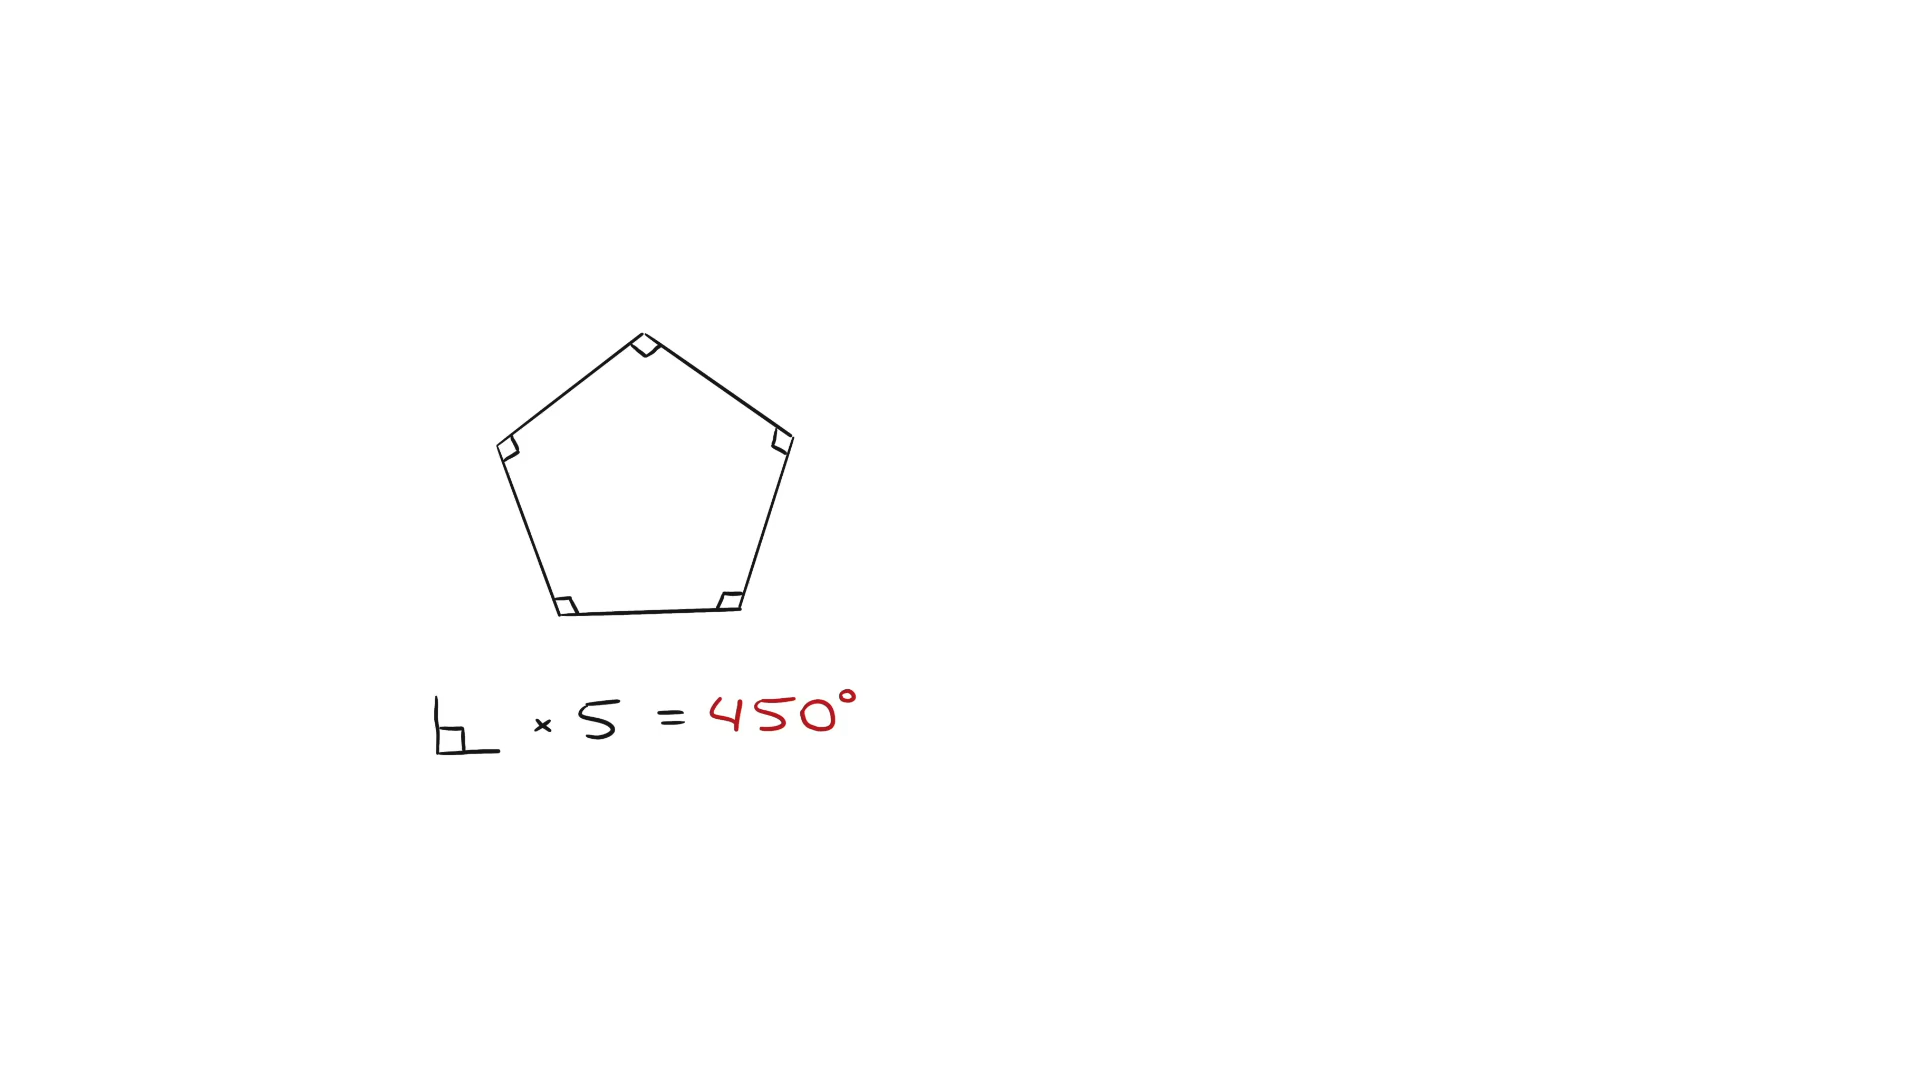 ∟ × 5 = 450°